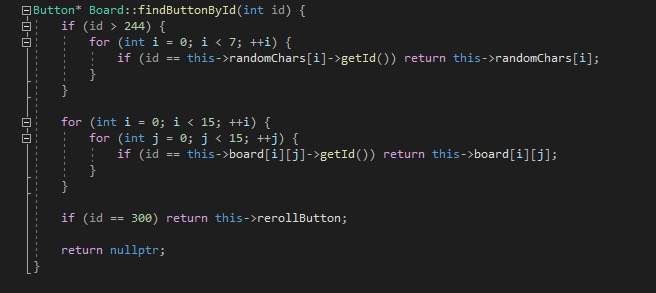 Button* Board::findButtonById(int id) {
    if (id > 244) {
        for (int i = 0; i < 7; ++i) {
            if (id == this->randomChars[i]->getId()) return this->randomChars[i];
        }
    }

    for (int i = 0; i < 15; ++i) {
        for (int j = 0; j < 15; ++j) {
            if (id == this->board[i][j]->getId()) return this->board[i][j];
        }
    }

    if (id == 300) return this->rerollButton;

    return nullptr;
}